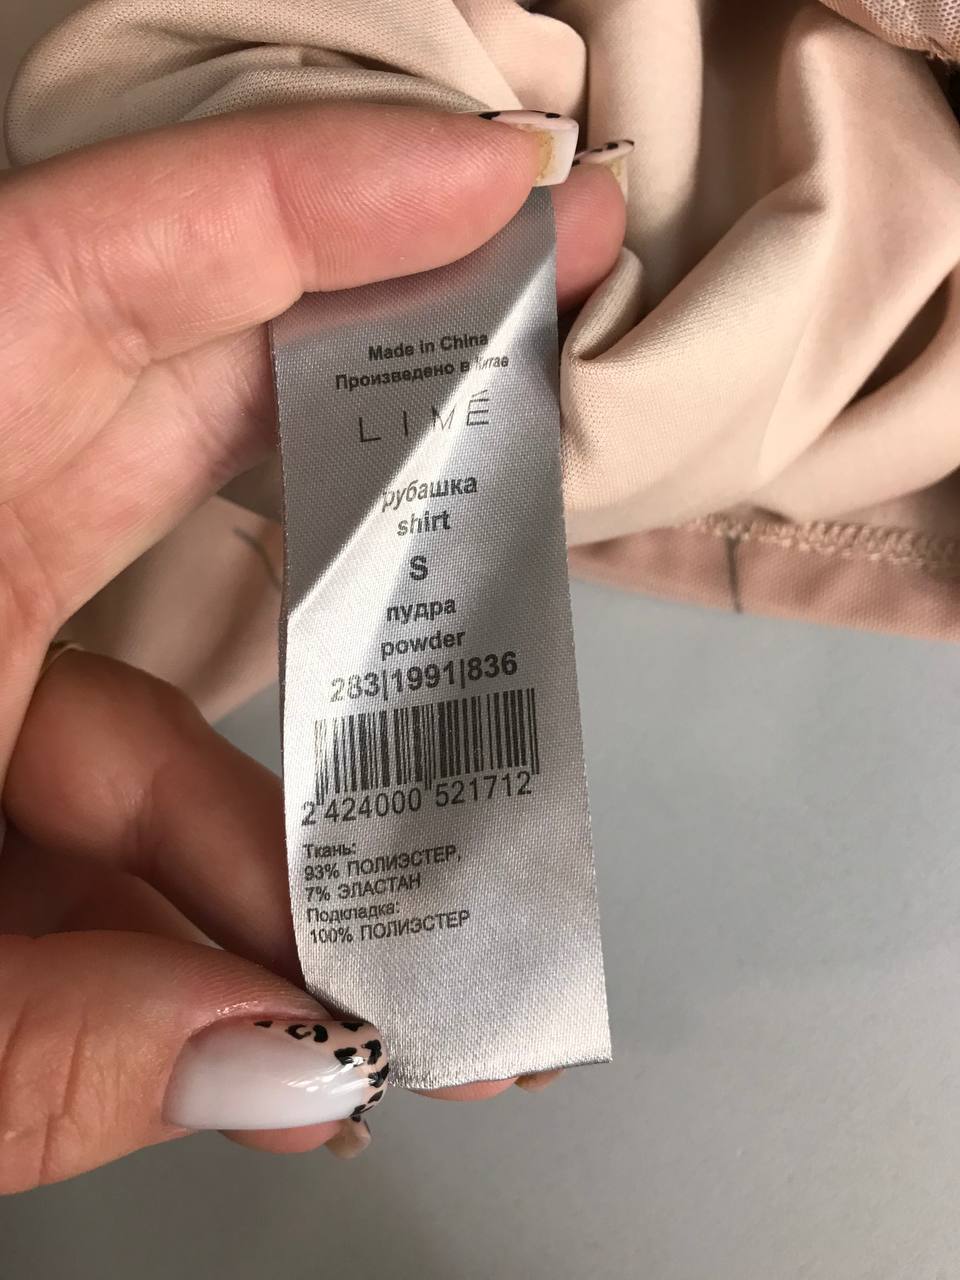 Made in China
Произведено в Китае
LIMÉ
рубашка
shirt
S
пудра
powder
283|1991|836
2 424000 521712
Ткань:
93% ПОЛИЭСТЕР,
7% ЭЛАСТАН
Подкладка:
100% ПОЛИЭСТЕР